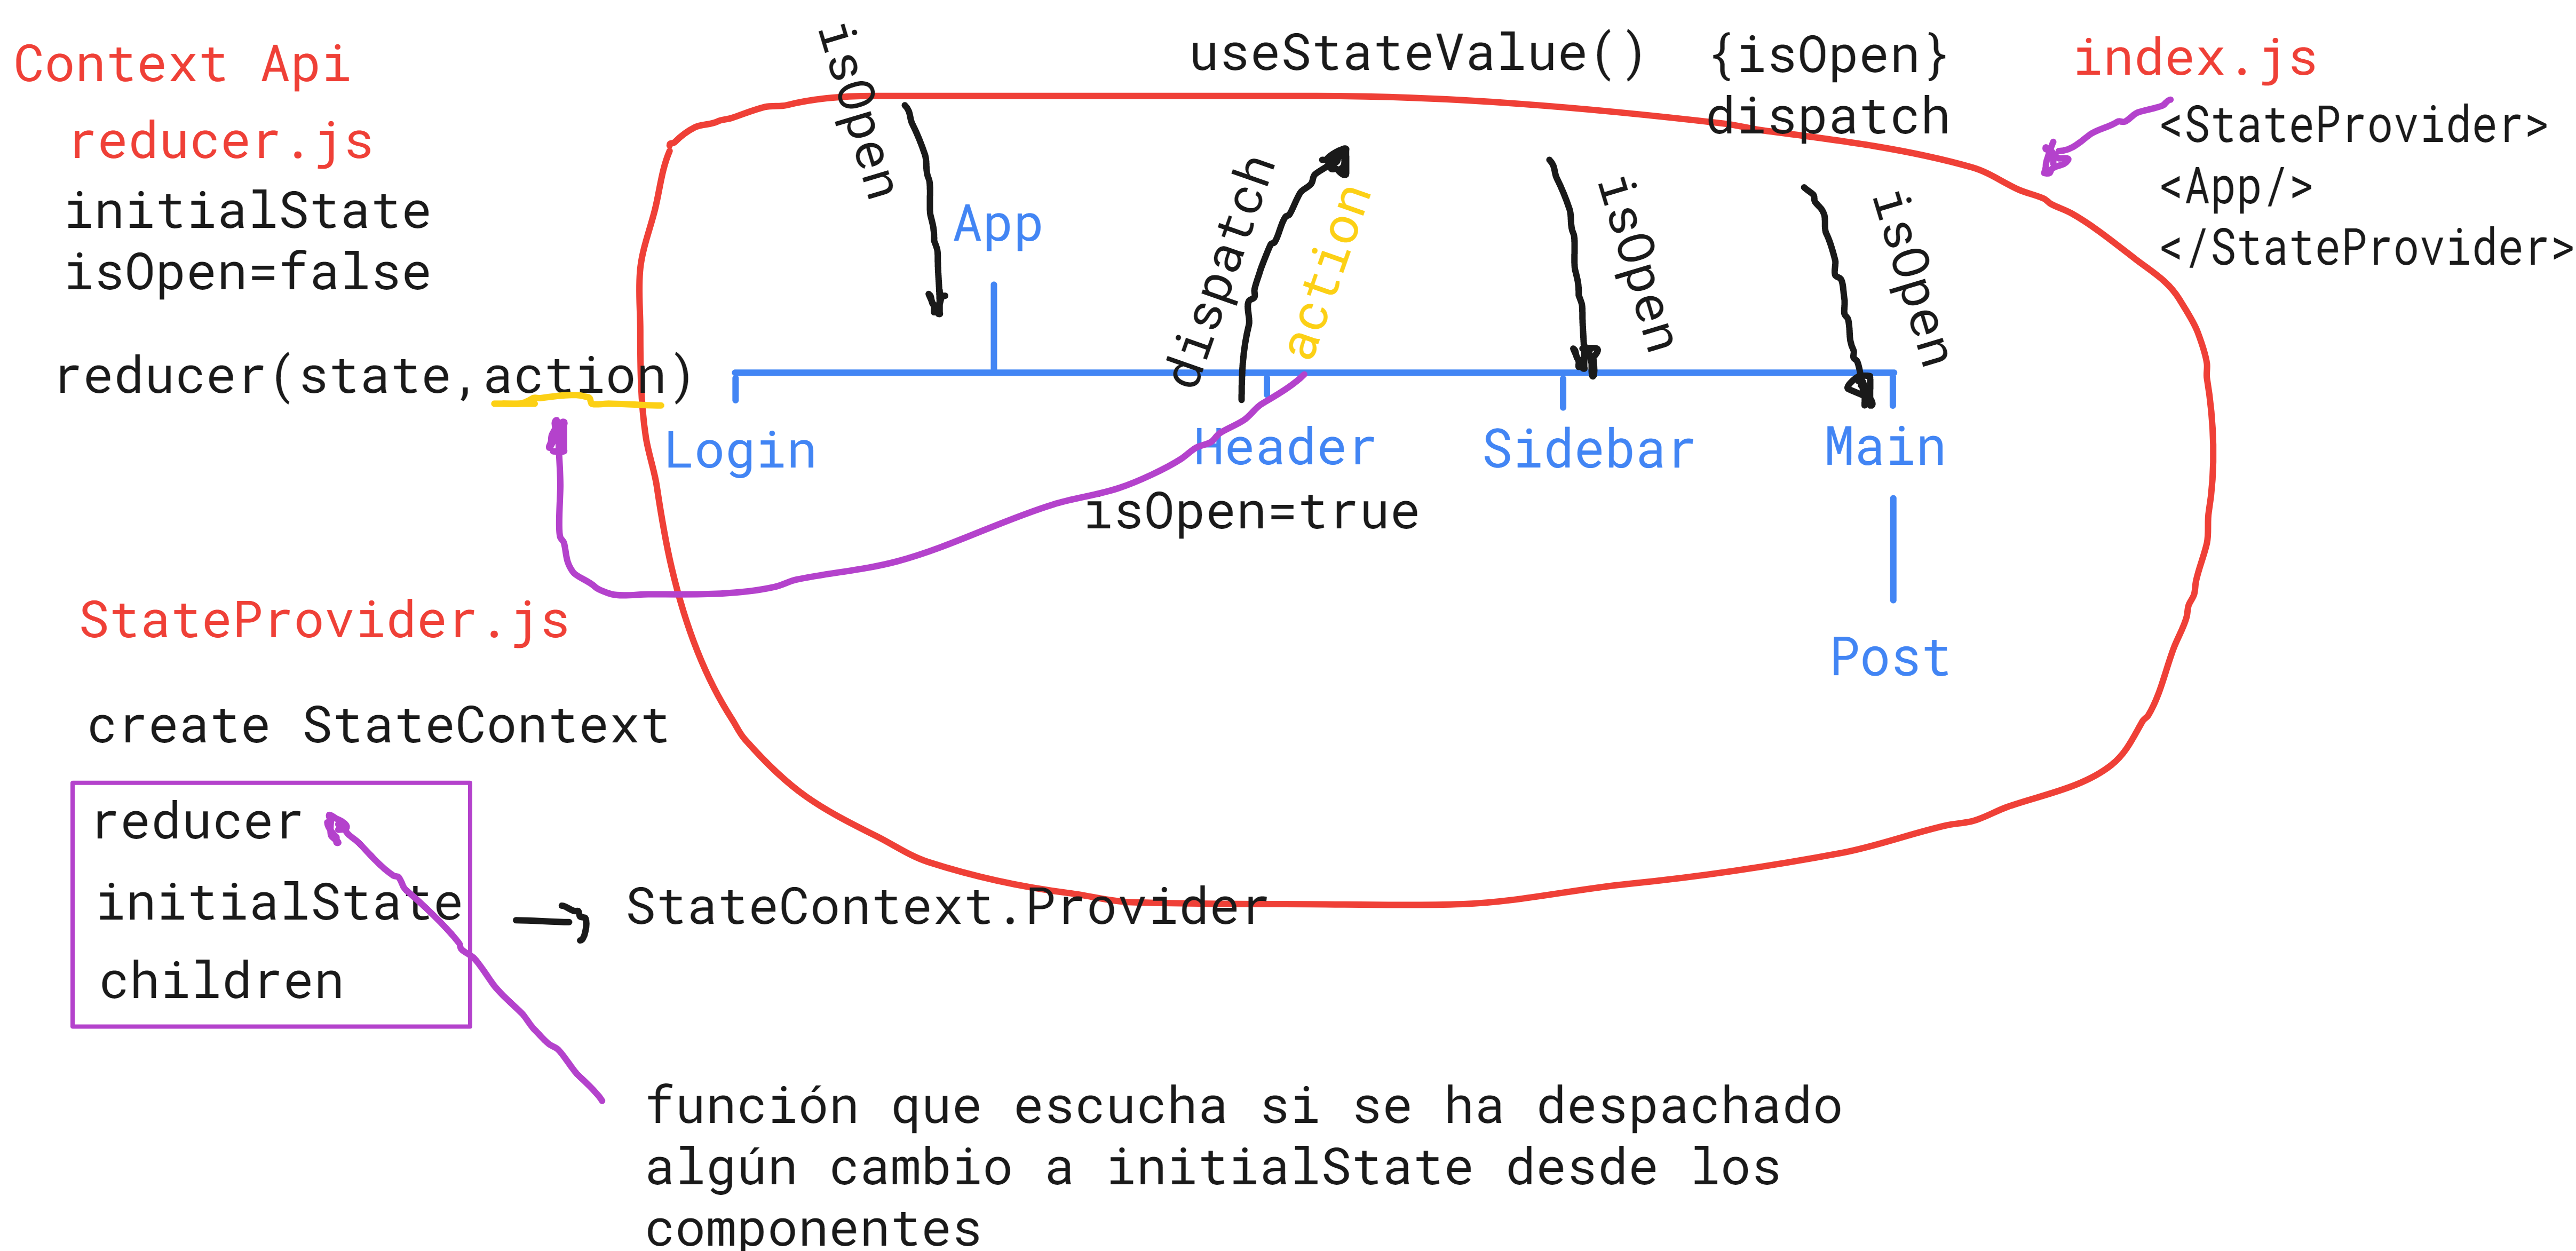 Context Api
reducer.js
initialState
isOpen=false
reducer(state,action)
StateProvider.js
create StateContext
reducer
initialState
children
StateContext.Provider
función que escucha si se ha despachado
algún cambio a initialState desde los
componentes
isOpen
useStateValue()
{isOpen}
dispatch
App
dispatch
action
isOpen
isOpen
Login
Header
Sidebar
Main
isOpen=true
Post
index.js
<StateProvider>
<App/>
</StateProvider>